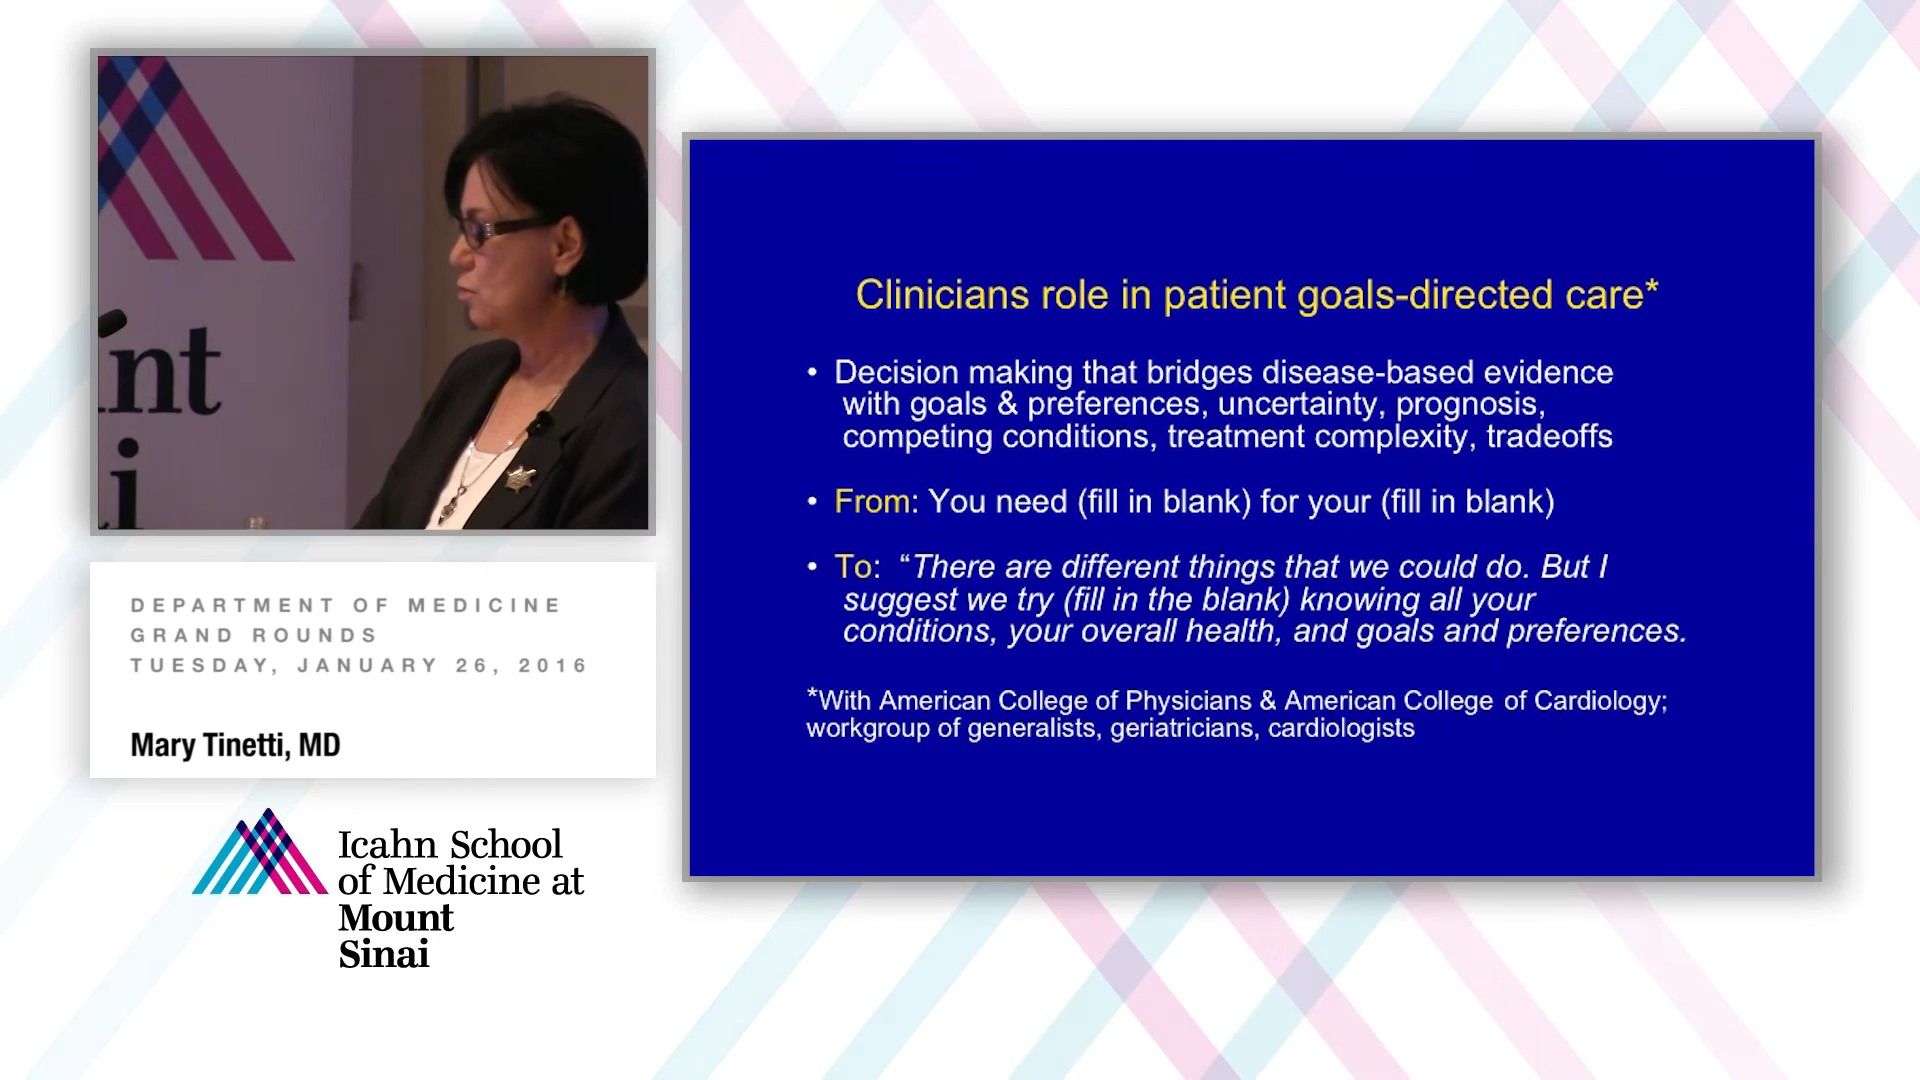 nt
i
DEPARTMENT OF MEDICINE
GRAND ROUNDS
TUESDAY, JANUARY 26, 2016
Mary Tinetti, MD
Icahn School
of Medicine at
Mount
Sinai
Clinicians role in patient goals-directed care*
• Decision making that bridges disease-based evidence
with goals & preferences, uncertainty, prognosis,
competing conditions, treatment complexity, tradeoffs
• From: You need (fill in blank) for your (fill in blank)
• To: “There are different things that we could do. But I
suggest we try (fill in the blank) knowing all your
conditions, your overall health, and goals and preferences.
*With American College of Physicians & American College of Cardiology;
workgroup of generalists, geriatricians, cardiologists